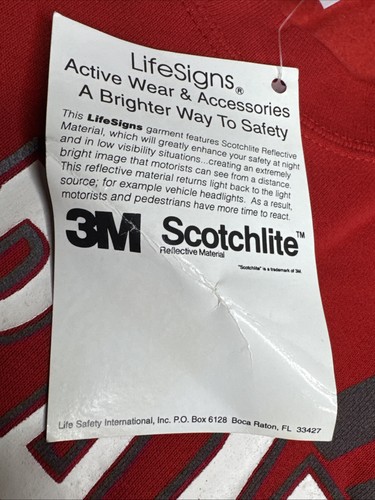 LifeSigns®
Active Wear & Accessories
A Brighter Way To Safety
This LifeSigns garment features Scotchlite Reflective
Material, which will greatly enhance your safety at night
and in low visibility situations...creating an extremely
bright image that motorists can see from a distance.
This reflective material returns light back to the light
source; for example vehicle headlights. As a result,
motorists and pedestrians have more time to react.
3M Scotchlite™
Reflective Material
"Scotchlite" is a trademark of 3M.
Life Safety International, Inc. P.O. Box 6128 Boca Raton, FL 33427